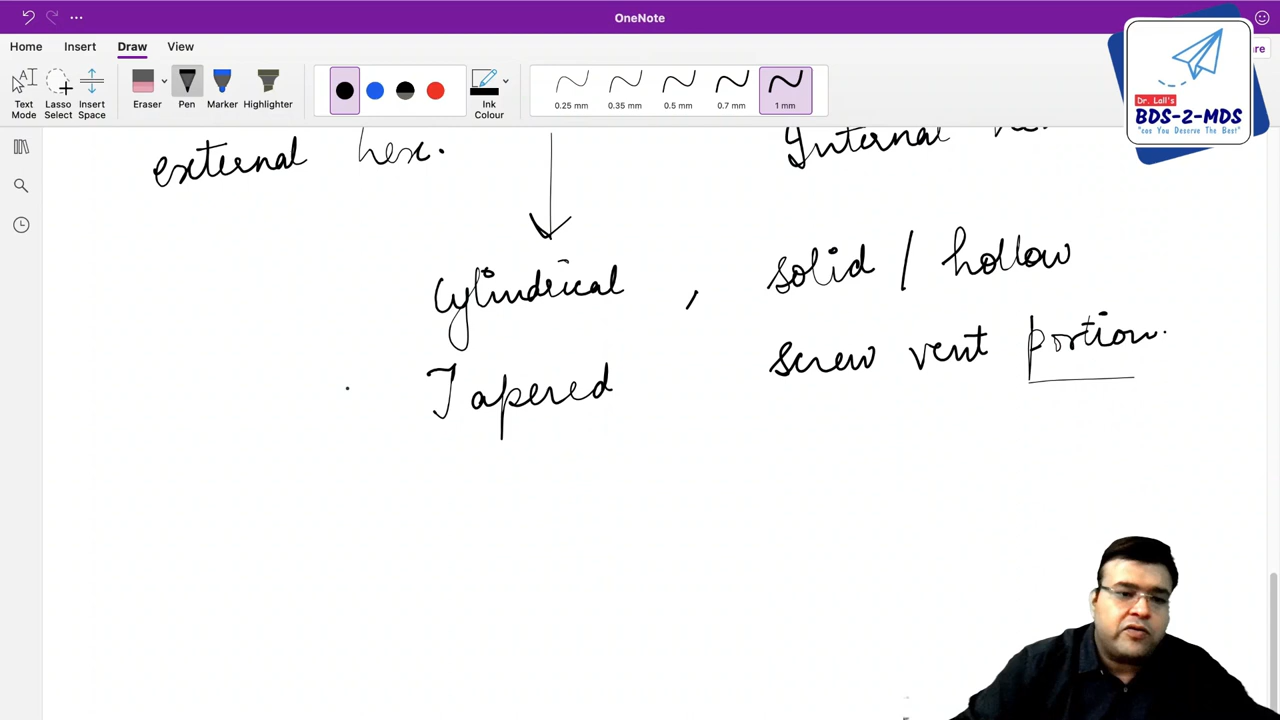 OneNote
Home Insert Draw View
Text Mode
Lasso Select
Insert Space
Eraser
Pen
Marker
Highlighter
Ink Colour
0.25 mm
0.35 mm
0.5 mm
0.7 mm
1 mm
Dr. Lall's
BDS-2-MDS
"cos You Deserve The Best"
external hex.
Internal
Cylindrical , solid / hollow
Tapered
screw vent portion.